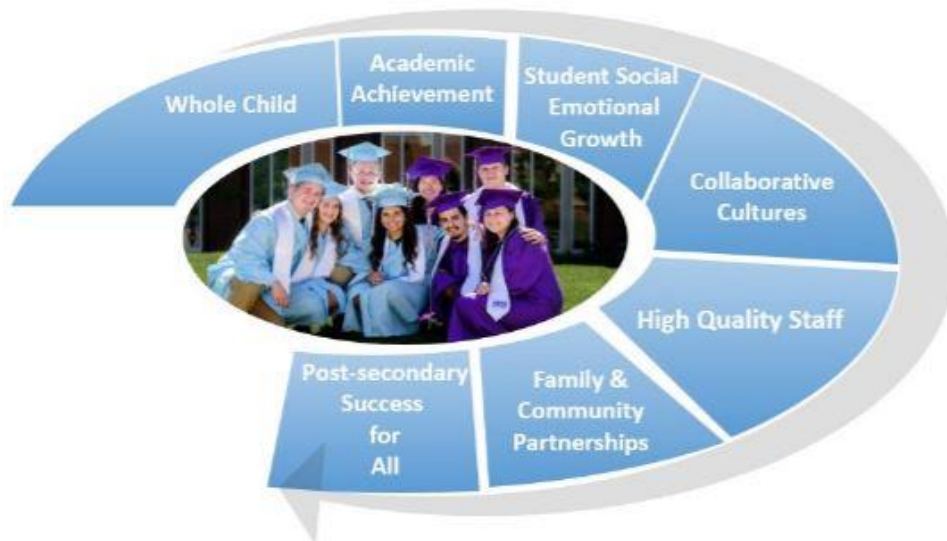 Whole Child
Academic
Achievement
Student Social
Emotional
Growth
Collaborative
Cultures
High Quality Staff
Family &
Community
Partnerships
Post-secondary
Success
for
All